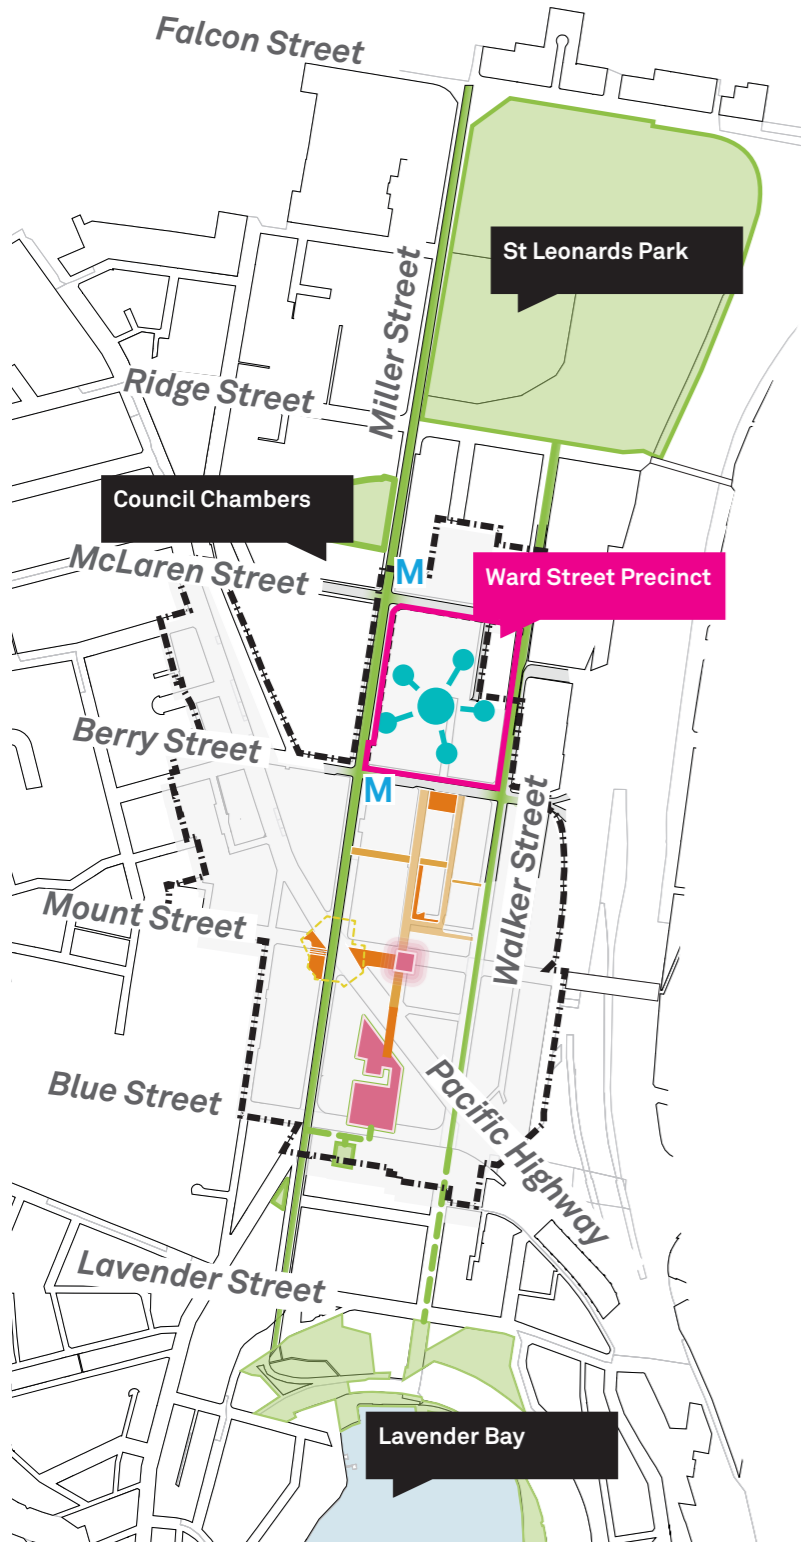 Falcon Street
St Leonards Park
Miller Street
Ridge Street
Council Chambers
McLaren Street
M
Ward Street Precinct
Berry Street
M
Walker Street
Mount Street
Blue Street
Pacific Highway
Lavender Street
Lavender Bay